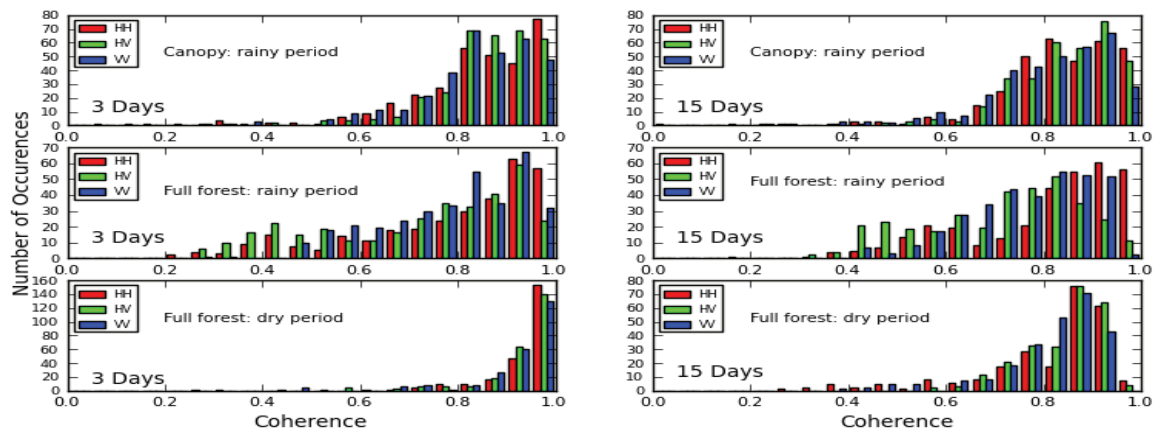 Number of Occurences
80
70
60
50
40
30
20
10
0
HH
HV
VV
Canopy: rainy period
3 Days
0.0 0.2 0.4 0.6 0.8 1.0
80
70
60
50
40
30
20
10
0
HH
HV
VV
Canopy: rainy period
15 Days
0.0 0.2 0.4 0.6 0.8 1.0
70
60
50
40
30
20
10
0
HH
HV
VV
Full forest: rainy period
3 Days
0.0 0.2 0.4 0.6 0.8 1.0
70
60
50
40
30
20
10
0
HH
HV
VV
Full forest: rainy period
15 Days
0.0 0.2 0.4 0.6 0.8 1.0
160
140
120
100
80
60
40
20
0
HH
HV
VV
Full forest: dry period
3 Days
0.0 0.2 0.4 0.6 0.8 1.0
Coherence
80
70
60
50
40
30
20
10
0
HH
HV
VV
Full forest: dry period
15 Days
0.0 0.2 0.4 0.6 0.8 1.0
Coherence